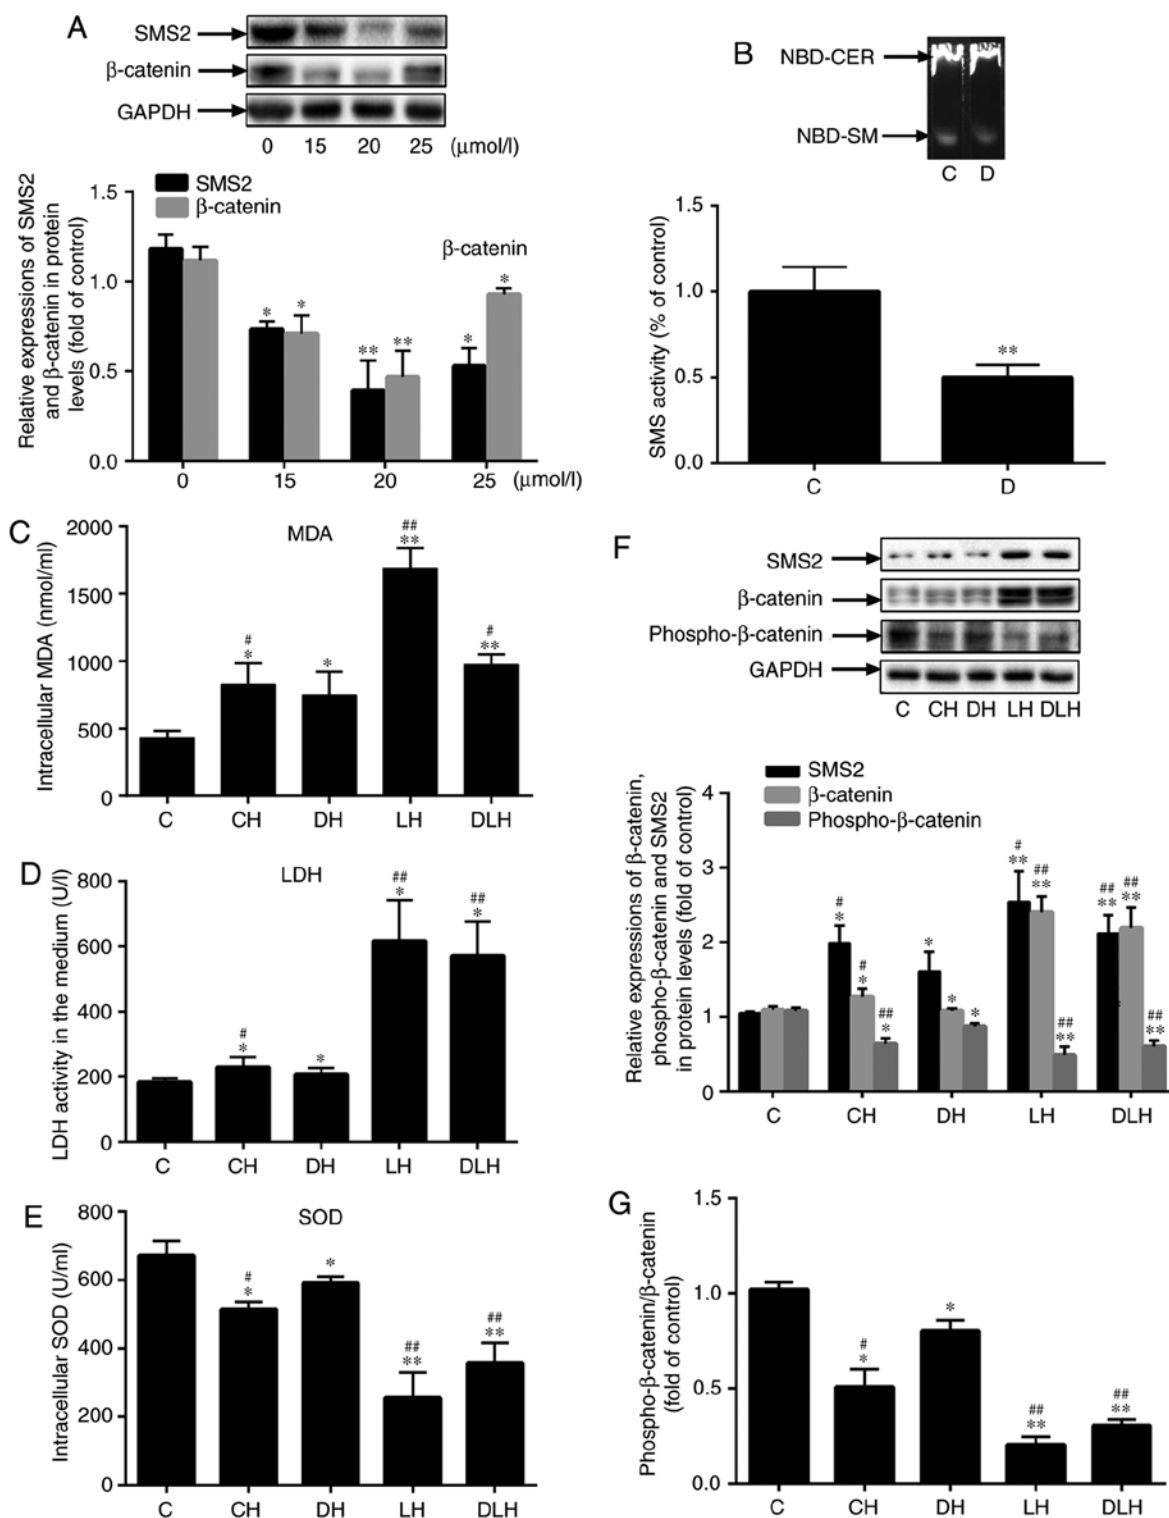 A
SMS2
β-catenin
GAPDH
0 15 20 25 (μmol/l)
SMS2
β-catenin
Relative expressions of SMS2
and β-catenin in protein
levels (fold of control)
1.5
1.0
0.5
0.0
* * ** ** * *
β-catenin
0 15 20 25 (μmol/l)
B
NBD-CER
NBD-SM
C D
SMS activity (% of control)
1.5
1.0
0.5
0.0
**
C D
C
MDA
Intracellular MDA (nmol/ml)
2000
1500
1000
500
0
# ## #
* * ** **
C CH DH LH DLH
D
LDH
LDH activity in the medium (U/l)
800
600
400
200
0
# ## ##
* * * *
C CH DH LH DLH
E
SOD
Intracellular SOD (U/ml)
800
600
400
200
0
# ## ##
* * ** **
C CH DH LH DLH
F
SMS2
β-catenin
Phospho-β-catenin
GAPDH
C CH DH LH DLH
SMS2
β-catenin
Phospho-β-catenin
Relative expressions of β-catenin,
phospho-β-catenin and SMS2
in protein levels (fold of control)
4
3
2
1
0
# # ## # ## ## ## ## ##
* * * * * * ** ** ** ** ** **
C CH DH LH DLH
G
Phospho-β-catenin/β-catenin
(fold of control)
1.5
1.0
0.5
0.0
# ## ##
* * ** **
C CH DH LH DLH